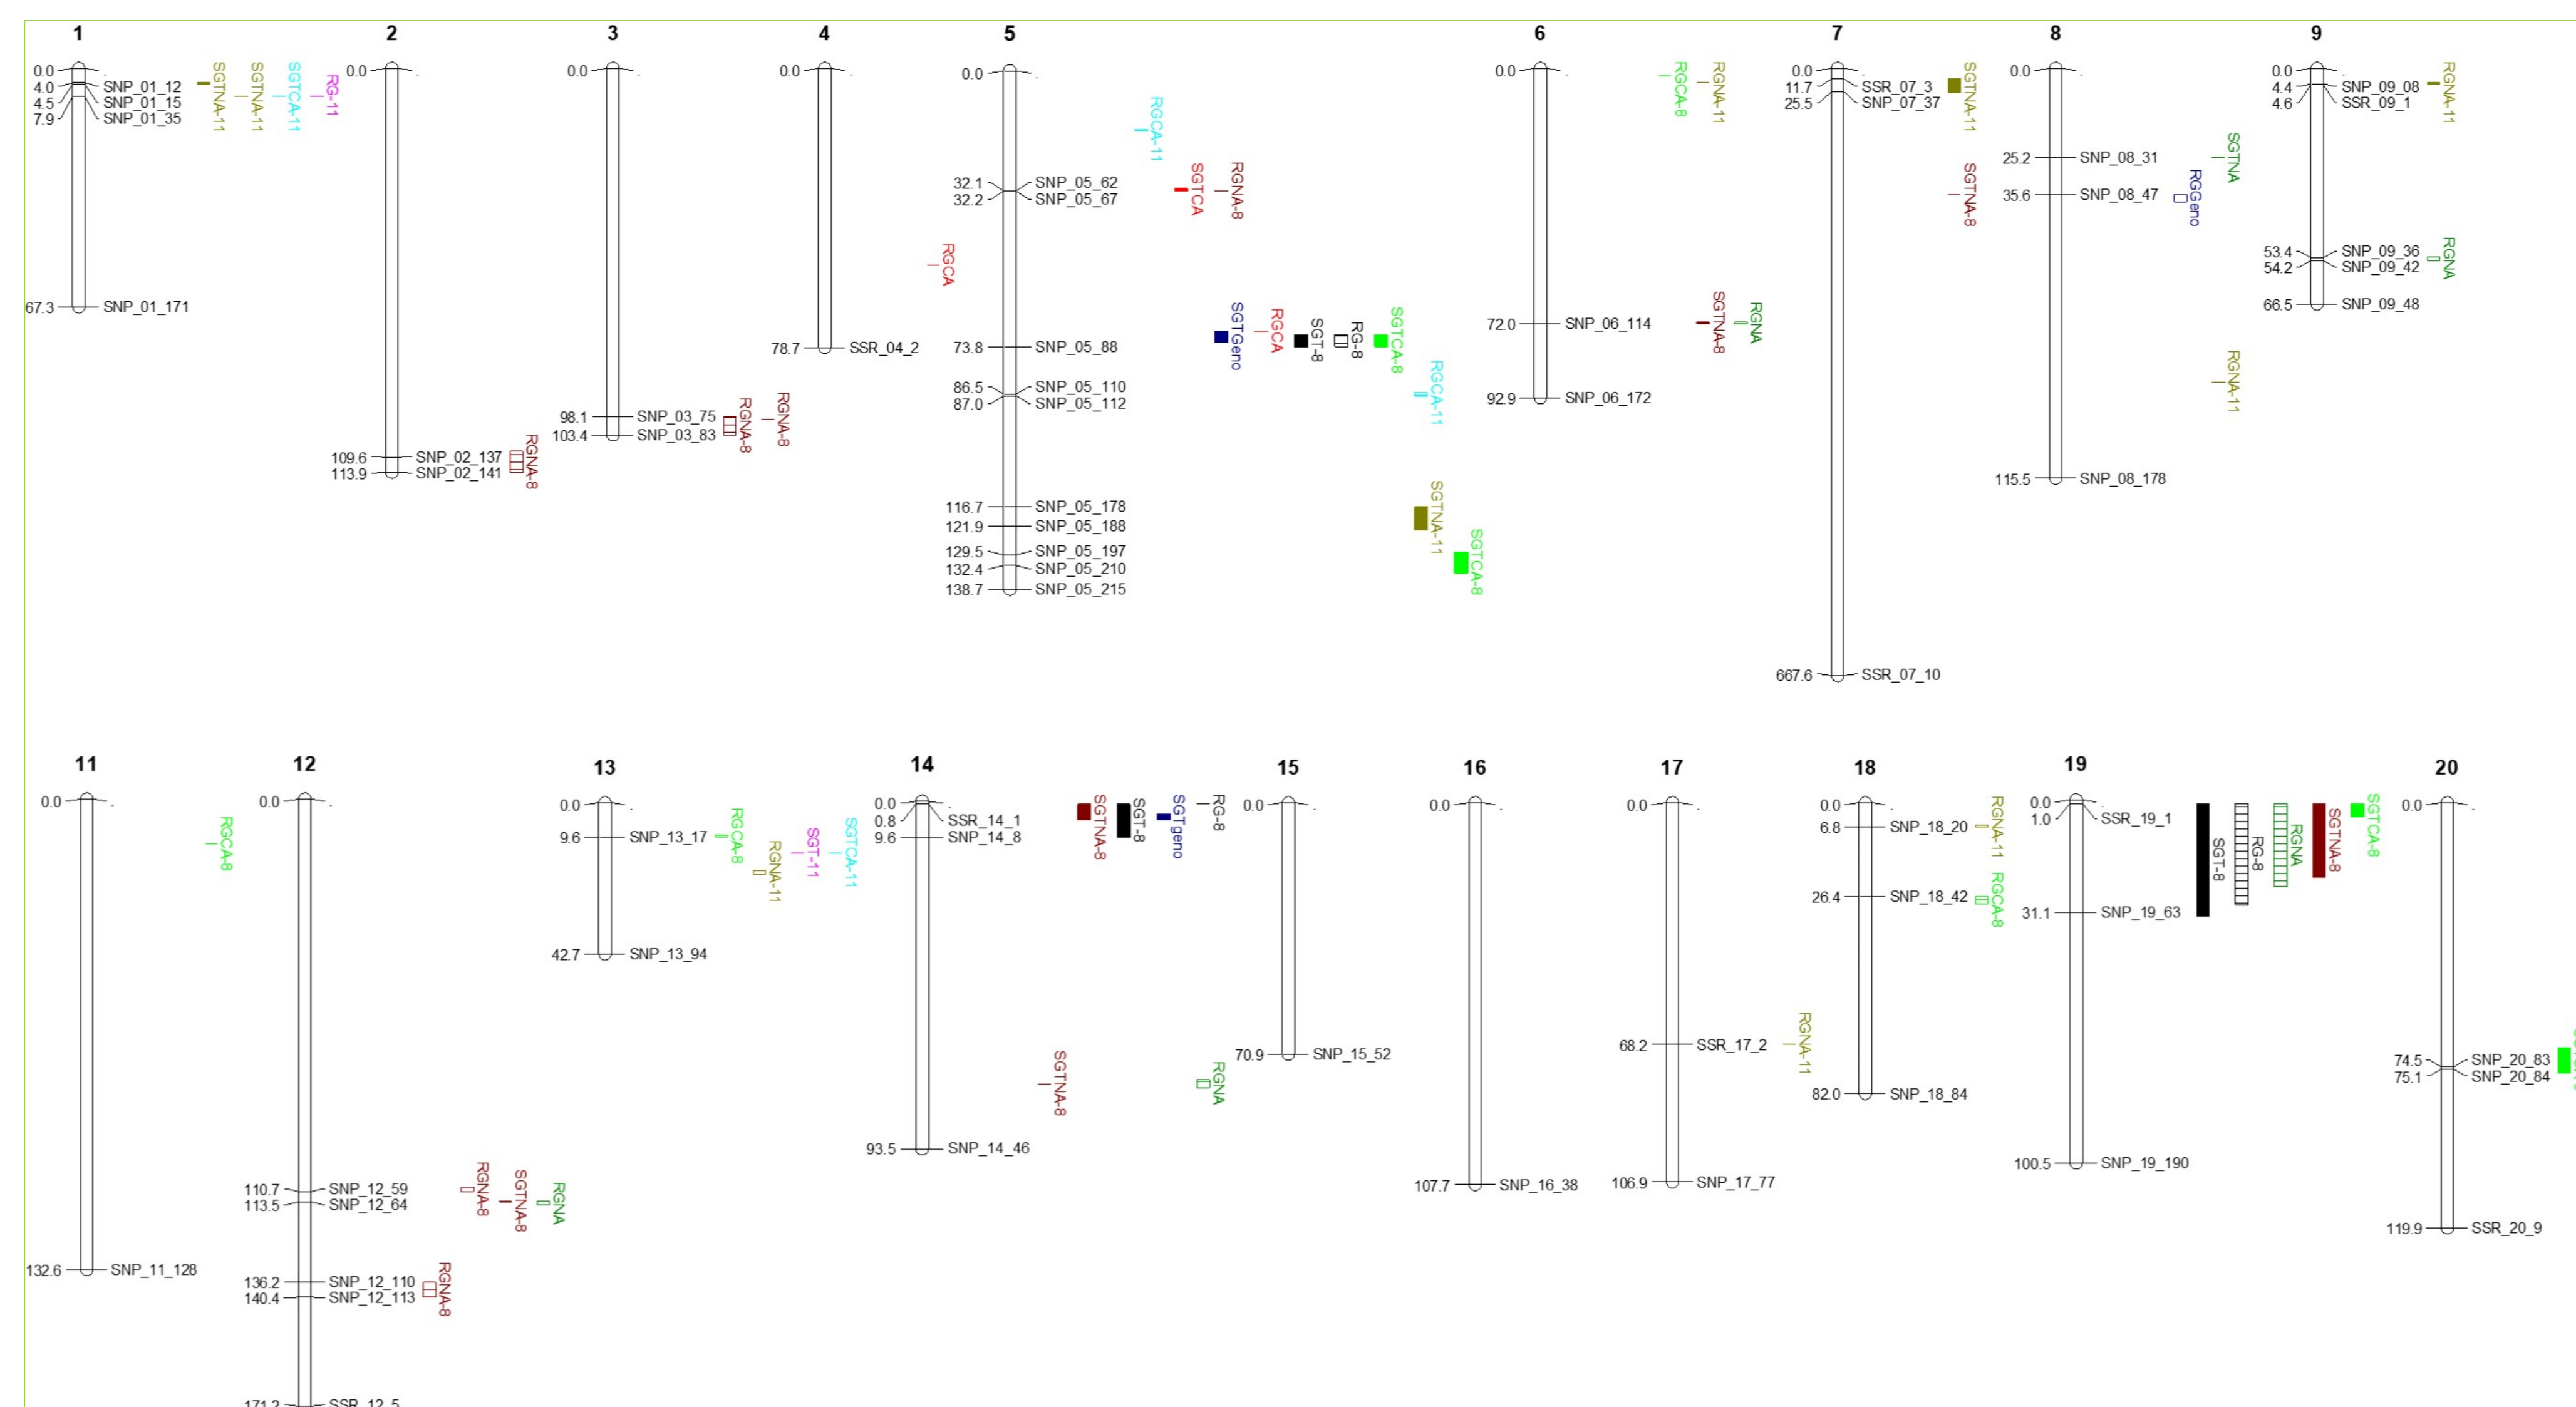 1 2 3 4 5 6 7 8 9
0.0
4.0 SNP_01_12
4.5 SNP_01_15
7.9 SNP_01_35
67.3 SNP_01_171
SGTNA-11
SGTNA-11
SGTCA-11
RG-11
0.0
109.6 SNP_02_137
113.9 SNP_02_141
RGNA-8
0.0
98.1 SNP_03_75
103.4 SNP_03_83
RGNA-8
RGNA-8
0.0
78.7 SSR_04_2
RGCA
0.0
32.1 SNP_05_62
32.2 SNP_05_67
73.8 SNP_05_88
86.5 SNP_05_110
87.0 SNP_05_112
116.7 SNP_05_178
121.9 SNP_05_188
129.5 SNP_05_197
132.4 SNP_05_210
138.7 SNP_05_215
RGCA-11
SGTCA
RGNA-8
SGTGeno
RGCA
SGT-8
RG-8
SGTCA-8
RGCA-11
SGTNA-11
SGTCA-8
0.0
72.0 SNP_06_114
92.9 SNP_06_172
RGCA-8
RGNA-11
SGTNA-8
RGNA
0.0
11.7 SSR_07_3
25.5 SNP_07_37
667.6 SSR_07_10
SGTNA-11
SGTNA-8
0.0
25.2 SNP_08_31
35.6 SNP_08_47
115.5 SNP_08_178
SGTNA
RGGeno
RGNA-11
0.0
4.4 SNP_09_08
4.6 SSR_09_1
53.4 SNP_09_36
54.2 SNP_09_42
66.5 SNP_09_48
RGNA-11
RGNA
11 12 13 14 15 16 17 18 19 20
0.0
132.6 SNP_11_128
RGCA-8
0.0
110.7 SNP_12_59
113.5 SNP_12_64
136.2 SNP_12_110
140.4 SNP_12_113
171.2 SSR_12_5
RGNA-8
SGTNA-8
RGNA
RGNA-8
0.0
9.6 SNP_13_17
42.7 SNP_13_94
RGCA-8
RGNA-11
SGT-11
SGTCA-11
0.0
0.8 SSR_14_1
9.6 SNP_14_8
93.5 SNP_14_46
SGTNA-8
SGT-8
SGTgeno
RG-8
SGTNA-8
RGNA
0.0
70.9 SNP_15_52
0.0
107.7 SNP_16_38
0.0
68.2 SSR_17_2
106.9 SNP_17_77
RGNA-11
0.0
6.8 SNP_18_20
26.4 SNP_18_42
82.0 SNP_18_84
RGNA-11
RGCA-8
0.0
1.0 SSR_19_1
31.1 SNP_19_63
100.5 SNP_19_190
SGT-8
RG-8
RGNA
SGTNA-8
SGTCA-8
0.0
74.5 SNP_20_83
75.1 SNP_20_84
119.9 SSR_20_9